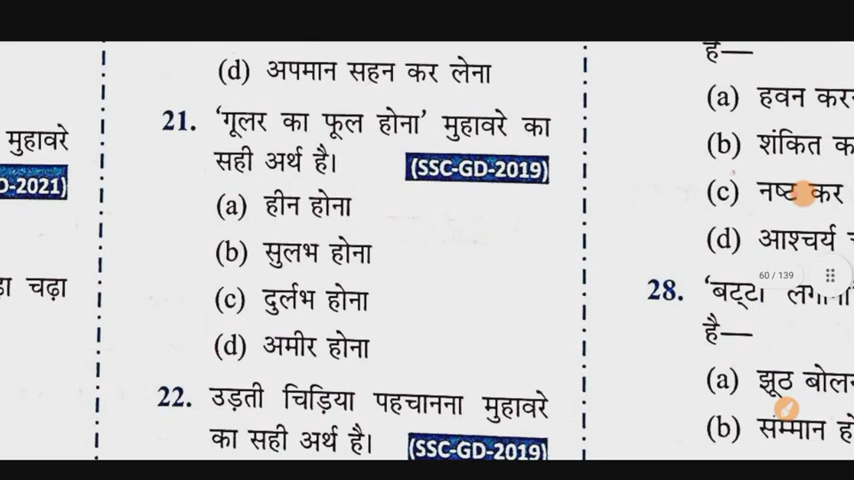 मुहावरे
D-2021)
ड़ा चढ़ा
(d) अपमान सहन कर लेना
21. ‘गूलर का फूल होना’ मुहावरे का
सही अर्थ है। (SSC-GD-2019)
(a) हीन होना
(b) सुलभ होना
(c) दुर्लभ होना
(d) अमीर होना
22. उड़ती चिड़िया पहचानना मुहावरे
का सही अर्थ है। (SSC-GD-2019)
है—
(a) हवन कर
(b) शंकित क
(c) नष्ट कर
(d) आश्चर्य
60 / 139
28. ‘बट्टा
है—
(a) झूठ बोल
(b) संम्मान हो